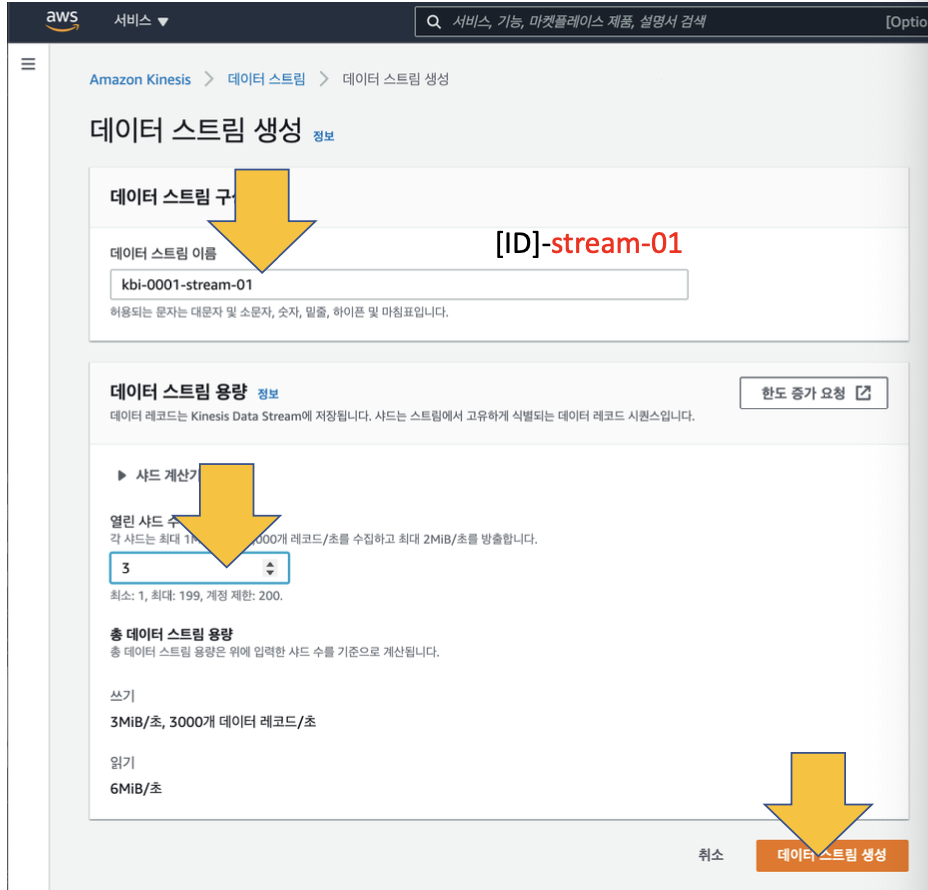 aws 서비스 ▼ 서비스, 기능, 마켓플레이스 제품, 설명서 검색 [Optio
Amazon Kinesis > 데이터 스트림 > 데이터 스트림 생성
데이터 스트림 생성 정보
데이터 스트림
[ID]-stream-01
데이터 스트림 이름
kbi-0001-stream-01
허용되는 문자는 대문자 및 소문자, 숫자, 밑줄, 하이픈 및 마침표입니다.
데이터 스트림 용량 정보
한도 증가 요청
데이터 레코드는 Kinesis Data Stream에 저장됩니다. 샤드는 스트림에서 고유하게 식별되는 데이터 레코드 시퀀스입니다.
▶ 샤드 계산기
열린 샤드 수
각 샤드는 최대 레코드/초를 수집하고 최대 2MiB/초를 방출합니다.
3
최소: 1, 최대: 199, 계정 제한: 200.
총 데이터 스트림 용량
총 데이터 스트림 용량은 위에 입력한 샤드 수를 기준으로 계산됩니다.
쓰기
3MiB/초, 3000개 데이터 레코드/초
읽기
6MiB/초
취소
데이터 스트림 생성